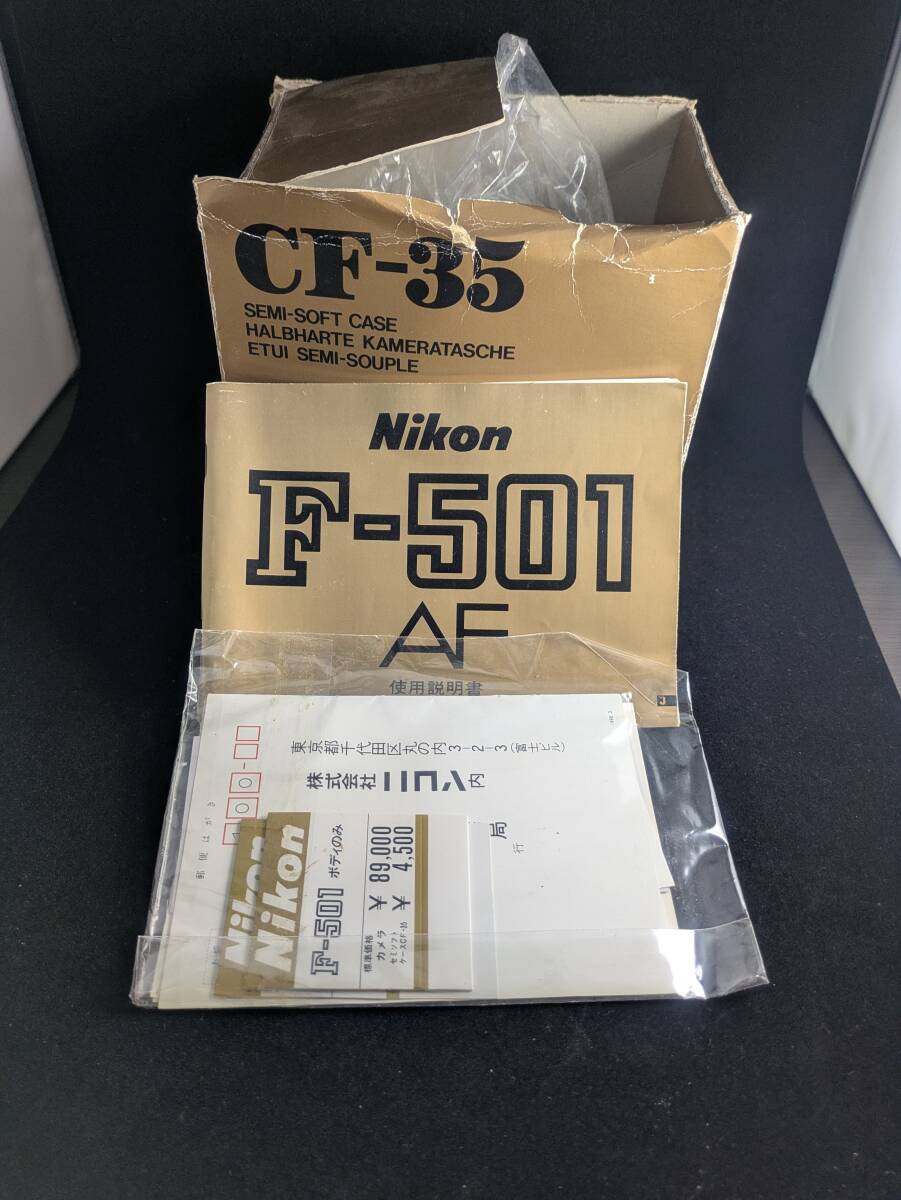 CF-35
SEMI-SOFT CASE
HALBHARTE KAMERATASCHE
ETUI SEMI-SOUPLE
Nikon
F-501
AF
使用説明書
J
東京都千代田区丸の内3-2-3(富士ビル)
株式会社ニコン内
局
行
郵便はがき
100-
Nikon
Nikon
F-501 ボディのみ
標準価格
カメラ ¥89,000
セミソフト
ケースCF-35 ¥4,500